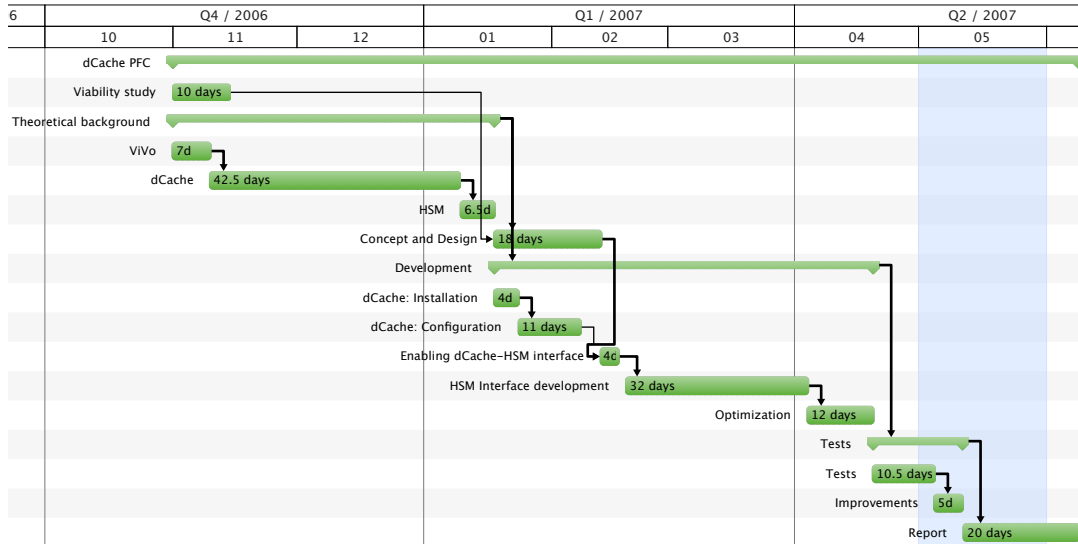 6 Q4 / 2006 Q1 / 2007 Q2 / 2007
10 11 12 01 02 03 04 05
dCache PFC
Viability study 10 days
Theoretical background
ViVo 7d
dCache 42.5 days
HSM 6.5d
Concept and Design 18 days
Development
dCache: Installation 4d
dCache: Configuration 11 days
Enabling dCache-HSM interface 4d
HSM Interface development 32 days
Optimization 12 days
Tests
Tests 10.5 days
Improvements 5d
Report 20 days